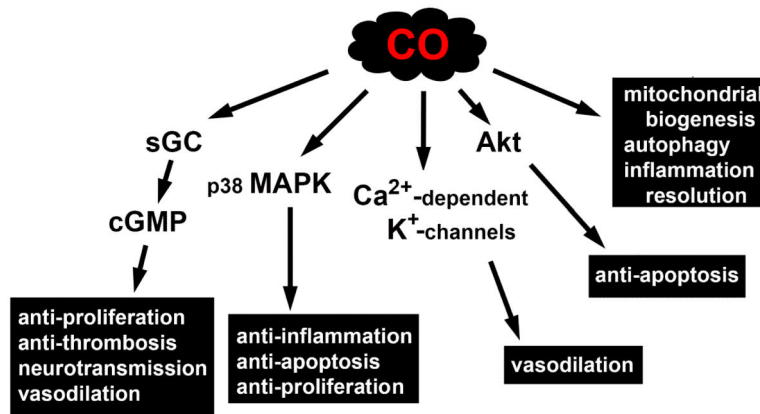 CO
sGC
cGMP
anti-proliferation
anti-thrombosis
neurotransmission
vasodilation
p38 MAPK
anti-inflammation
anti-apoptosis
anti-proliferation
Ca²⁺-dependent
K⁺-channels
vasodilation
Akt
anti-apoptosis
mitochondrial
biogenesis
autophagy
inflammation
resolution